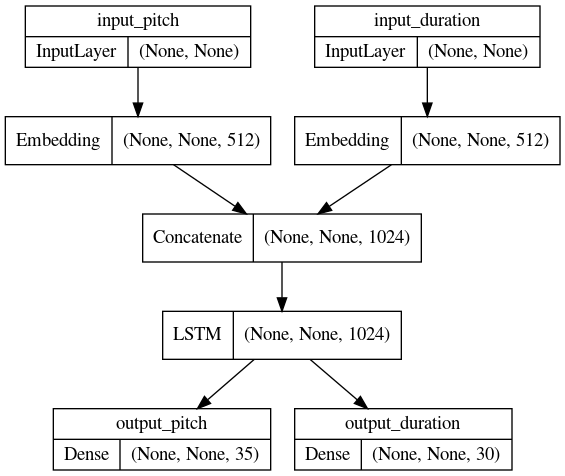 input_pitch
InputLayer (None, None)
input_duration
InputLayer (None, None)
Embedding (None, None, 512)
Embedding (None, None, 512)
Concatenate (None, None, 1024)
LSTM (None, None, 1024)
output_pitch
Dense (None, None, 35)
output_duration
Dense (None, None, 30)